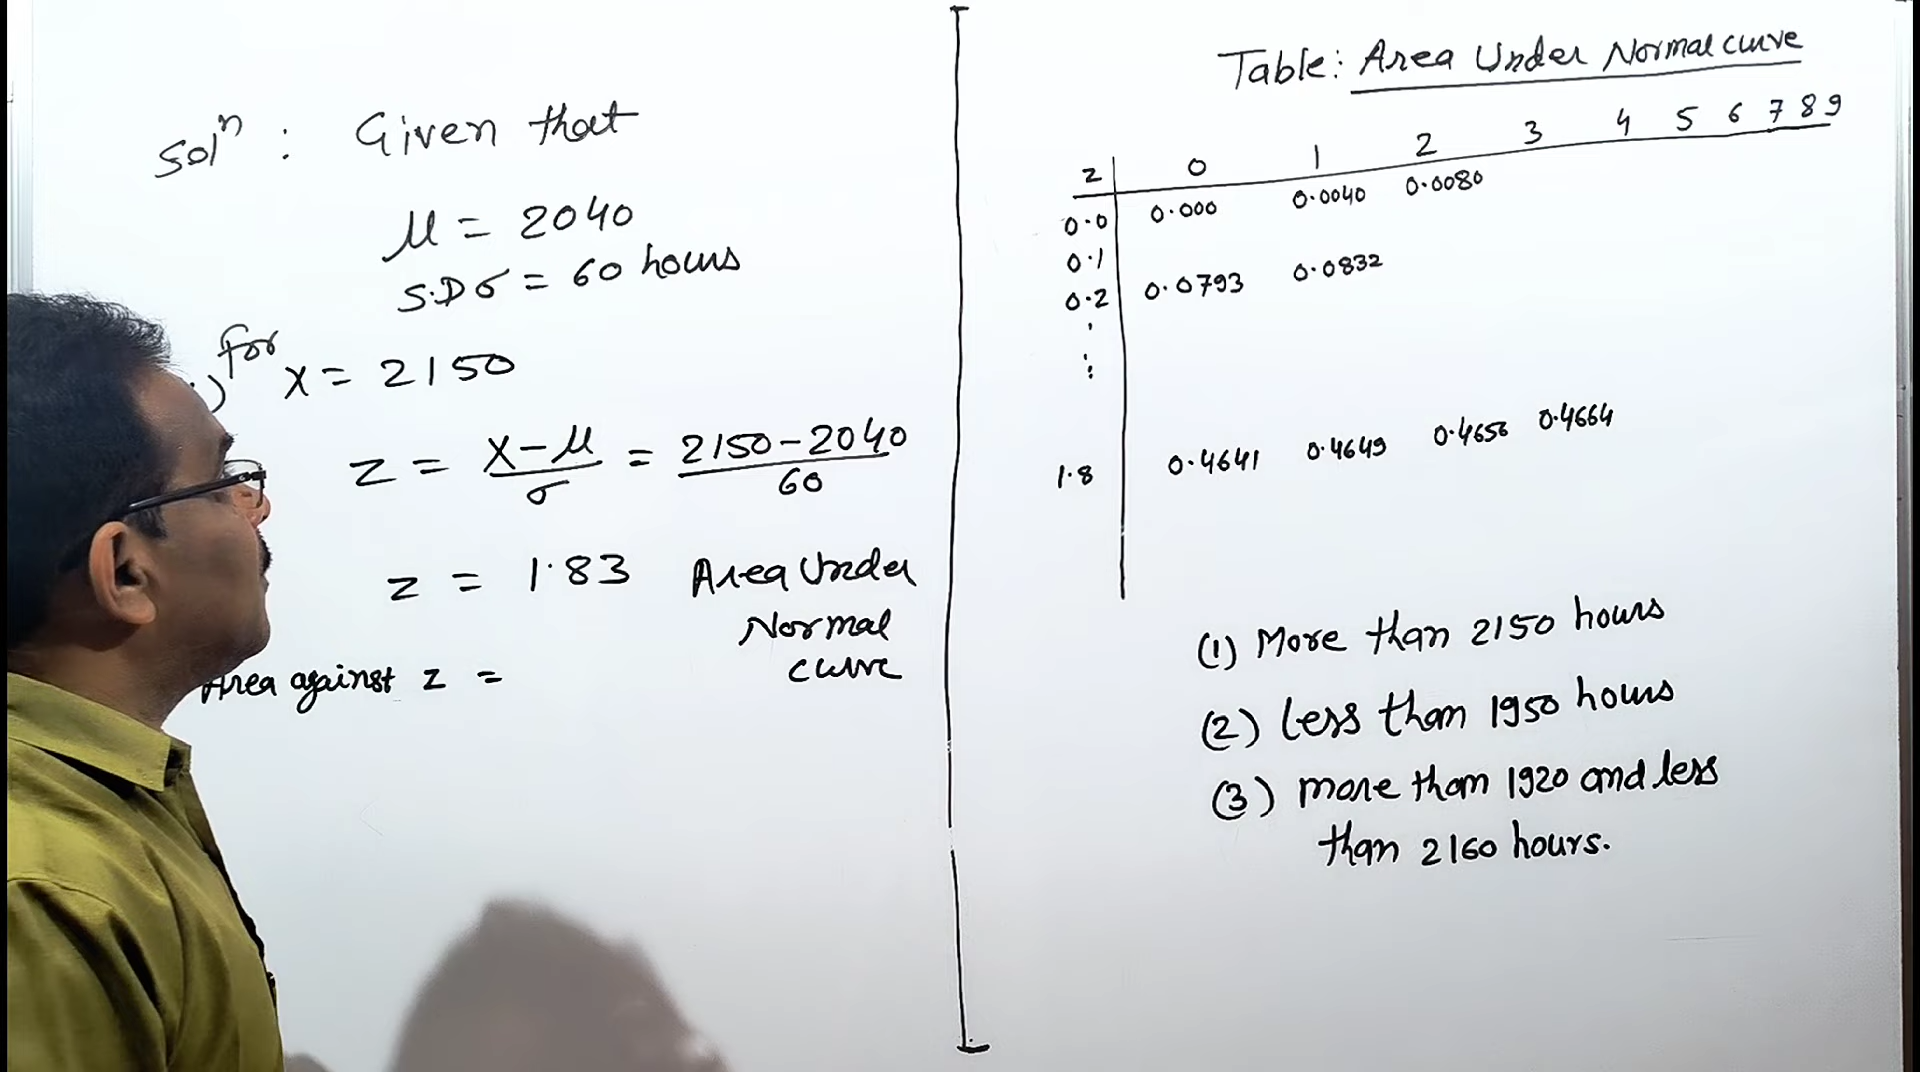 Solⁿ : Given that
μ = 2040
S.D σ = 60 hours
) for x = 2150
z = x-μ/σ = 2150-2040/60
z = 1.83 Area Under
Normal
curve
Area against z =
Table: Area Under Normal curve
z 0 1 2 3 4 5 6 7 8 9
0.0 0.000 0.0040 0.0080
0.1
0.2 0.0793 0.0832
1.8 0.4641 0.4649 0.4656 0.4664
(1) More than 2150 hours
(2) Less than 1950 hours
(3) more than 1920 and less
than 2160 hours.